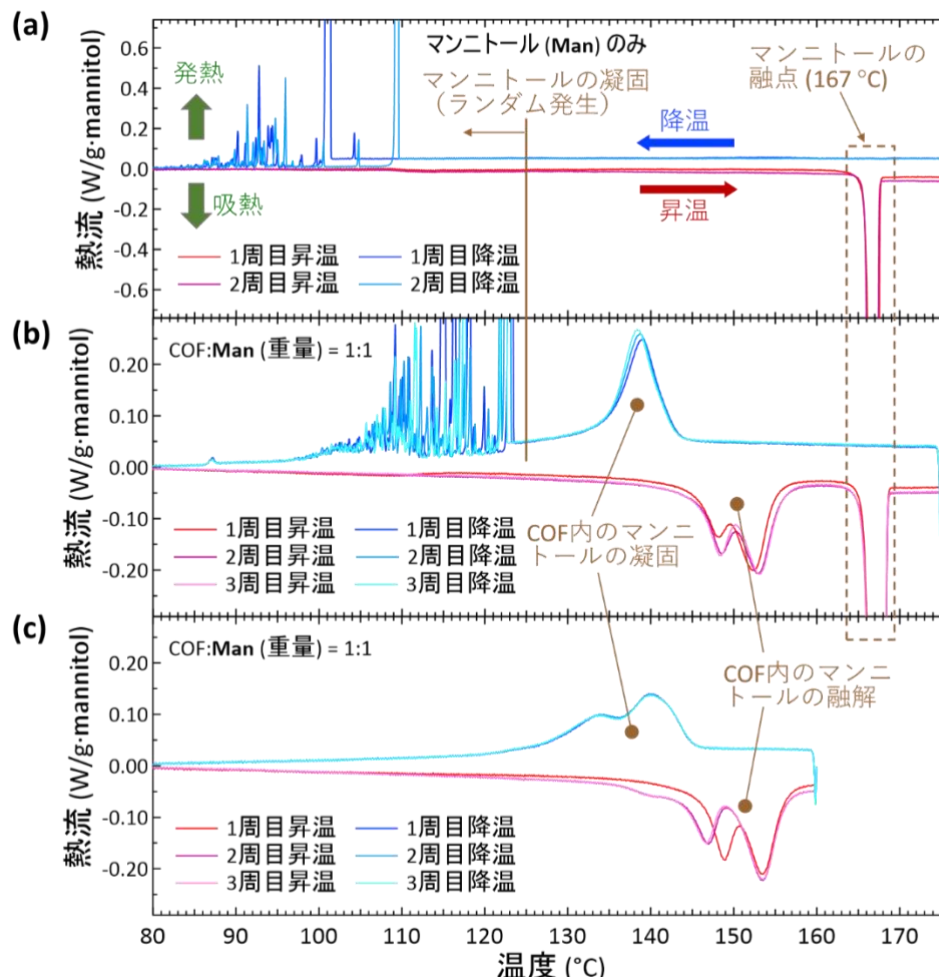 (a)
0.6
0.4
0.2
0.0
-0.2
-0.4
-0.6
熱流 (W/g·mannitol)
発熱
吸熱
マンニトール (Man) のみ
マンニトールの凝固
(ランダム発生)
マンニトールの
融点 (167 °C)
降温
昇温
1周目昇温
1周目降温
2周目昇温
2周目降温
(b)
COF:Man (重量) = 1:1
0.20
0.10
0.00
-0.10
-0.20
熱流 (W/g·mannitol)
1周目昇温
1周目降温
2周目昇温
2周目降温
3周目昇温
3周目降温
COF内のマンニ
トールの凝固
(c)
COF:Man (重量) = 1:1
0.20
0.10
0.00
-0.10
-0.20
熱流 (W/g·mannitol)
COF内のマンニ
トールの融解
1周目昇温
1周目降温
2周目昇温
2周目降温
3周目昇温
3周目降温
80 90 100 110 120 130 140 150 160 170
温度 (°C)